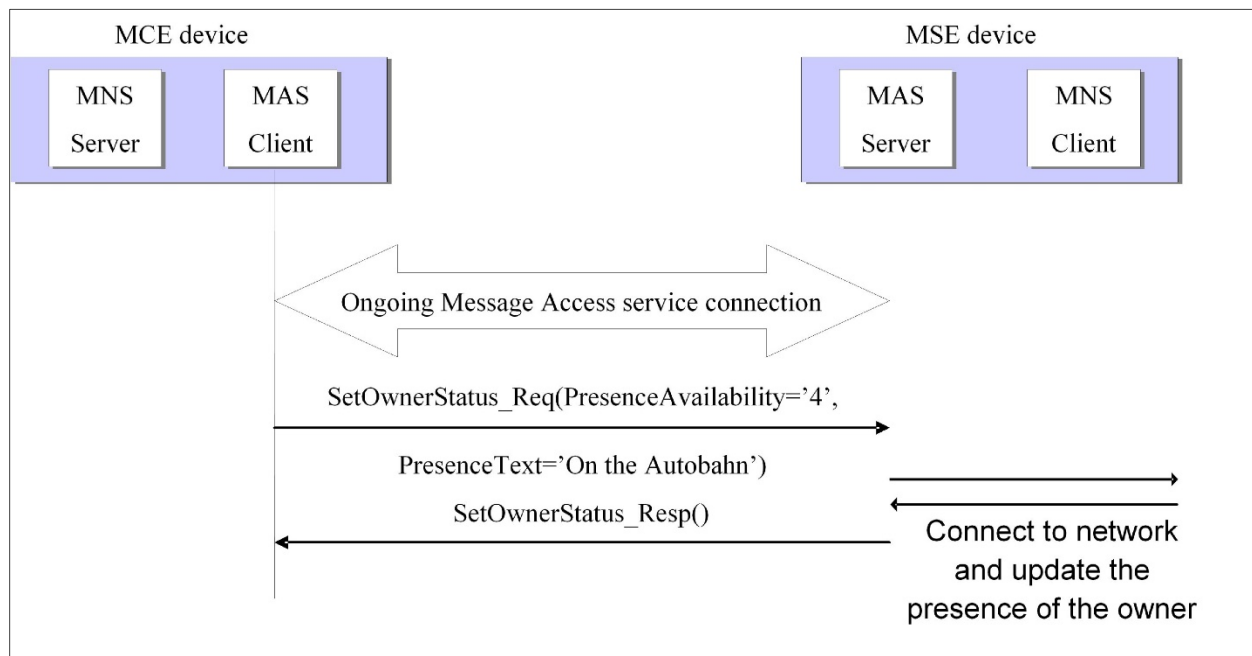 MCE device
MSE device
MNS
Server
MAS
Client
MAS
Server
MNS
Client
Ongoing Message Access service connection
SetOwnerStatus_Req(PresenceAvailability=’4’,
PresenceText=’On the Autobahn’)
SetOwnerStatus_Resp()
Connect to network
and update the
presence of the owner